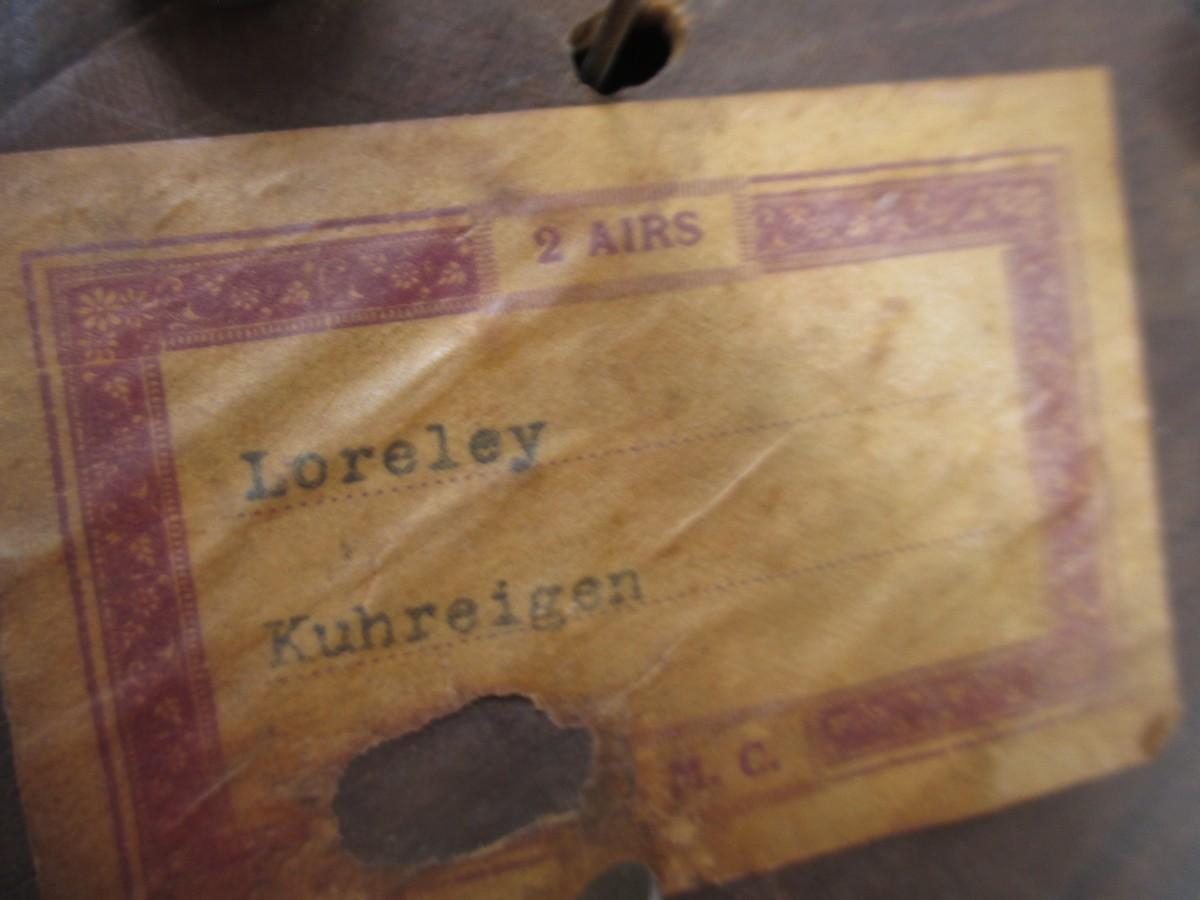 2 AIRS
Loreley
Kuhreigen
M. C.